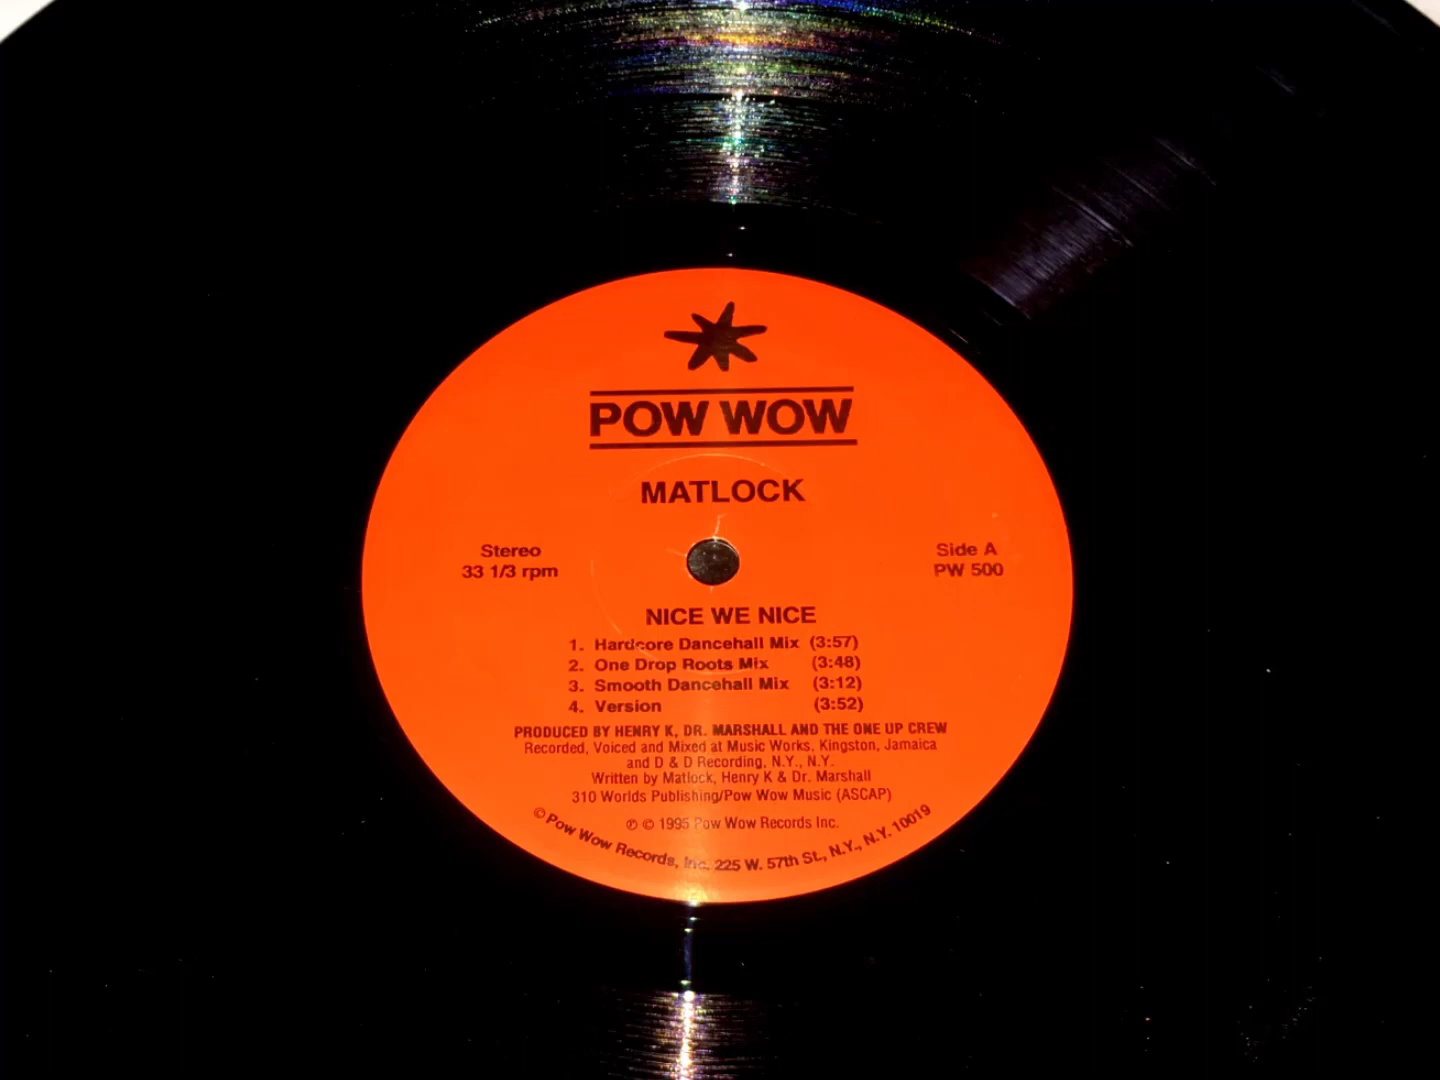 POW WOW
MATLOCK
Stereo
33 1/3 rpm
Side A
PW 500
NICE WE NICE
1. Hardcore Dancehall Mix (3:57)
2. One Drop Roots Mix (3:48)
3. Smooth Dancehall Mix (3:12)
4. Version (3:52)
PRODUCED BY HENRY K, DR. MARSHALL AND THE ONE UP CREW
Recorded, Voiced and Mixed at Music Works, Kingston, Jamaica
and D & D Recording, N.Y., N.Y.
Written by Matlock, Henry K & Dr. Marshall
310 Worlds Publishing/Pow Wow Music (ASCAP)
℗ © 1995 Pow Wow Records Inc.
© Pow Wow Records, Inc. 225 W. 57th St., N.Y., N.Y. 10019